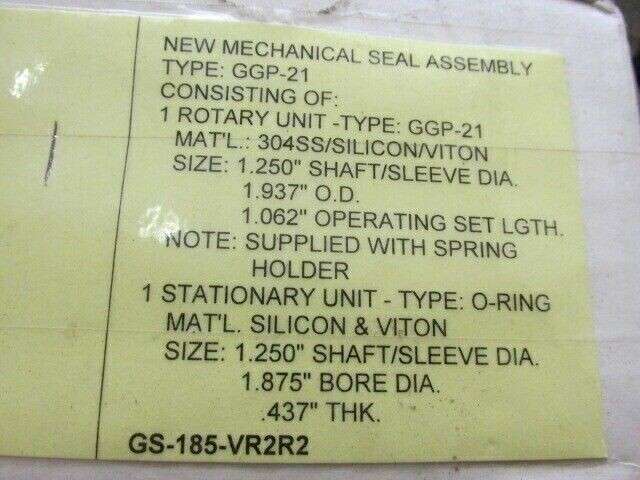 NEW MECHANICAL SEAL ASSEMBLY
TYPE: GGP-21
CONSISTING OF:
1 ROTARY UNIT -TYPE: GGP-21
MAT'L.: 304SS/SILICON/VITON
SIZE: 1.250" SHAFT/SLEEVE DIA.
1.937" O.D.
1.062" OPERATING SET LGTH.
NOTE: SUPPLIED WITH SPRING
HOLDER
1 STATIONARY UNIT - TYPE: O-RING
MAT'L. SILICON & VITON
SIZE: 1.250" SHAFT/SLEEVE DIA.
1.875" BORE DIA.
.437" THK.
GS-185-VR2R2